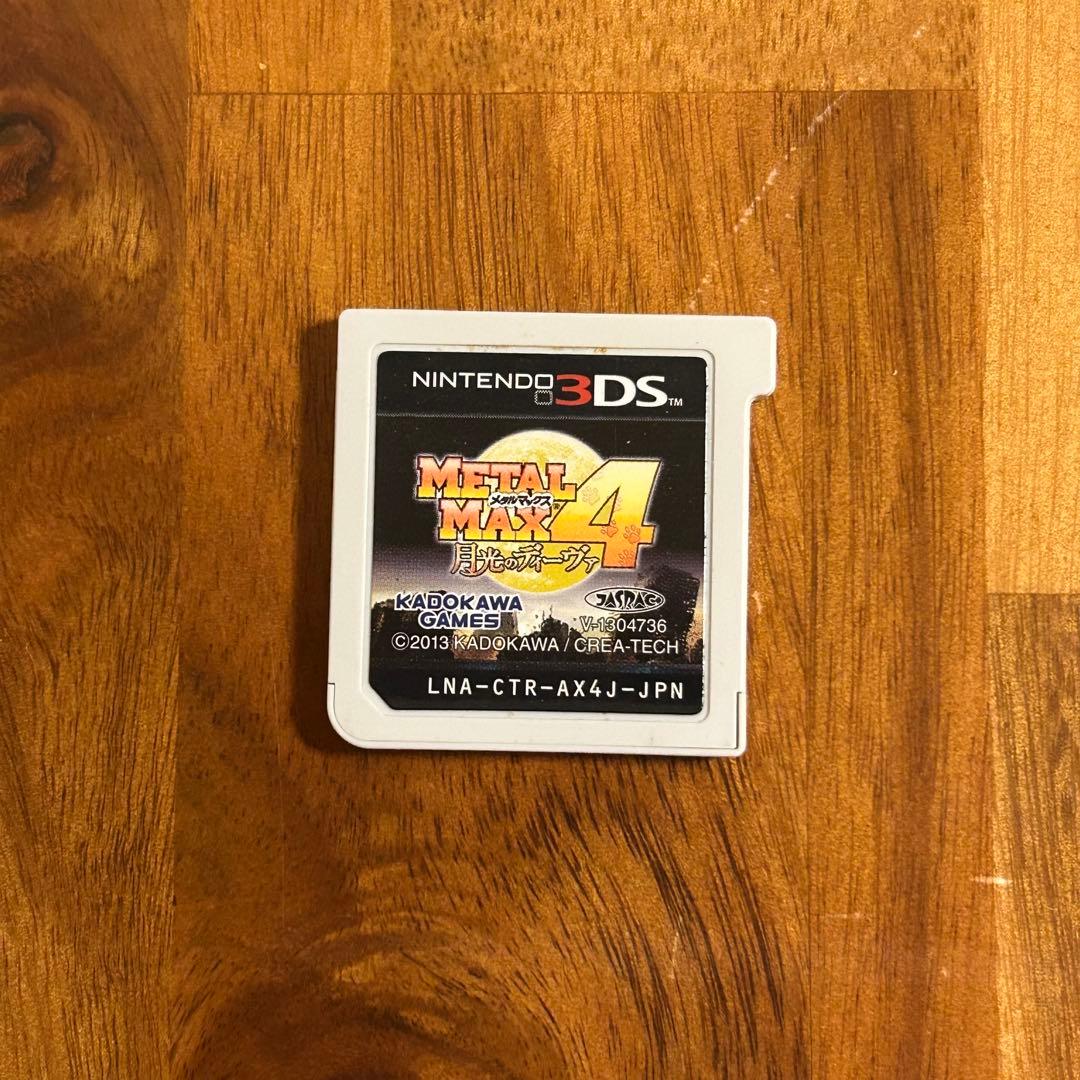 NINTENDO 3DS™
METAL
メタルマックス
MAX® 4
月光のディーヴァ
KADOKAWA
GAMES
JASRAC
V-1304736
©2013 KADOKAWA / CREA-TECH
LNA-CTR-AX4J-JPN